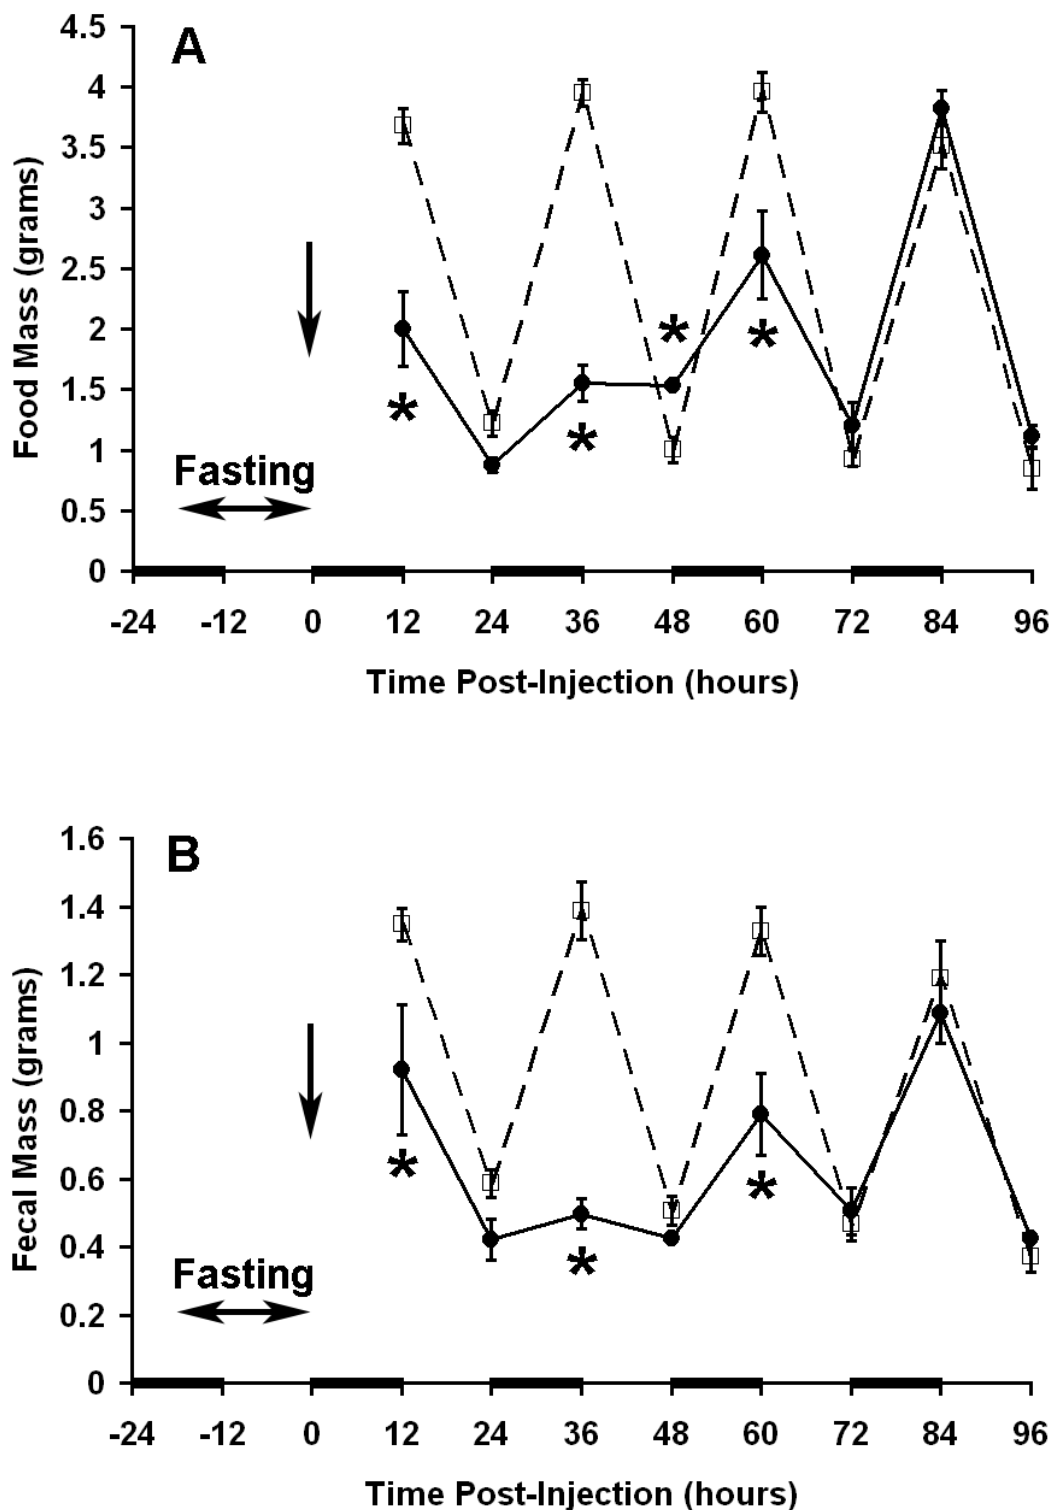 A
4.5
4
3.5
3
2.5
2
1.5
1
0.5
0
Food Mass (grams)
* * * *
Fasting
-24 -12 0 12 24 36 48 60 72 84 96
Time Post-Injection (hours)
B
1.6
1.4
1.2
1
0.8
0.6
0.4
0.2
0
Fecal Mass (grams)
* * *
Fasting
-24 -12 0 12 24 36 48 60 72 84 96
Time Post-Injection (hours)